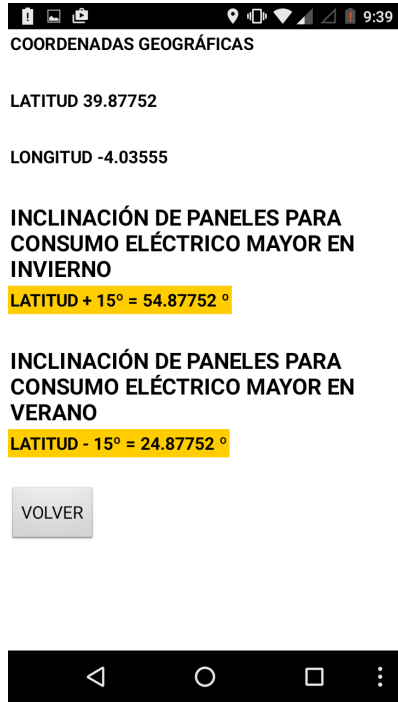 9:39
COORDENADAS GEOGRÁFICAS
LATITUD 39.87752
LONGITUD -4.03555
INCLINACIÓN DE PANELES PARA
CONSUMO ELÉCTRICO MAYOR EN
INVIERNO
LATITUD + 15º = 54.87752 º
INCLINACIÓN DE PANELES PARA
CONSUMO ELÉCTRICO MAYOR EN
VERANO
LATITUD - 15º = 24.87752 º
VOLVER